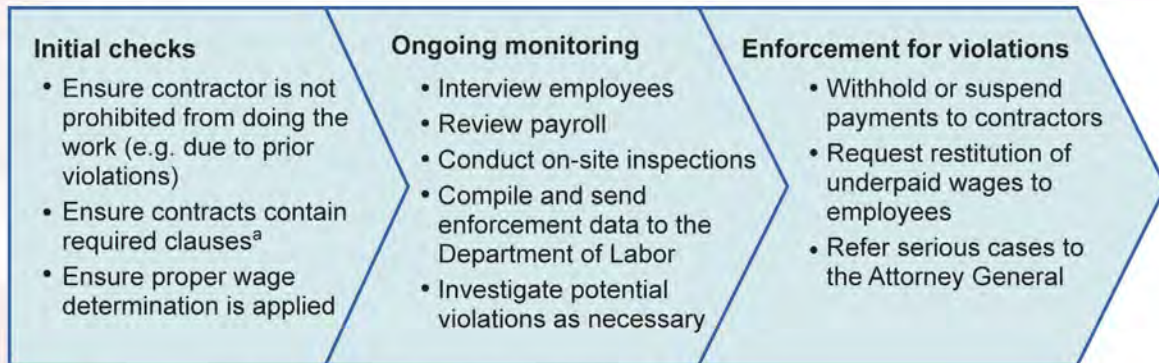 Initial checks
• Ensure contractor is not
prohibited from doing the
work (e.g. due to prior
violations)
• Ensure contracts contain
required clausesᵃ
• Ensure proper wage
determination is applied
Ongoing monitoring
• Interview employees
• Review payroll
• Conduct on-site inspections
• Compile and send
enforcement data to the
Department of Labor
• Investigate potential
violations as necessary
Enforcement for violations
• Withhold or suspend
payments to contractors
• Request restitution of
underpaid wages to
employees
• Refer serious cases to
the Attorney General